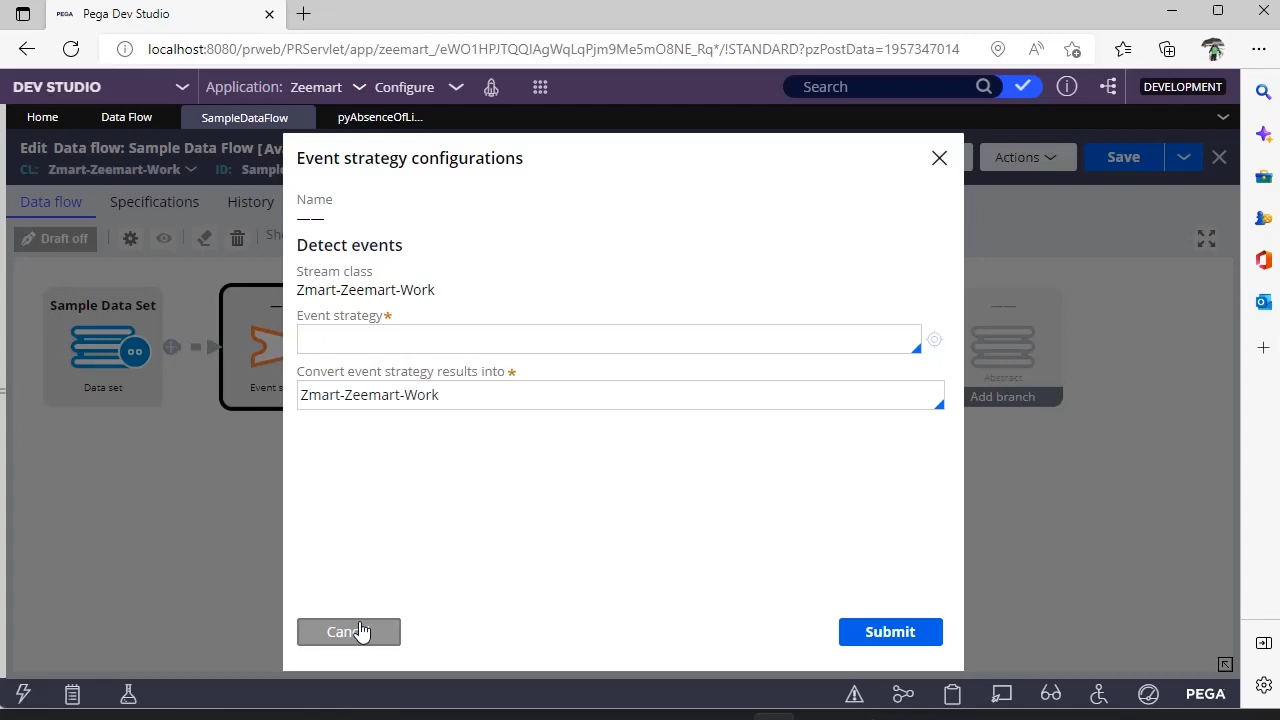 PEGA Pega Dev Studio
localhost:8080/prweb/PRServlet/app/zeemart_/eWO1HPJTQQIAgWqLqPjm9Me5mO8NE_Rq*/!STANDARD?pzPostData=1957347014
DEV STUDIO Application: Zeemart Configure Search DEVELOPMENT
Home Data Flow SampleDataFlow pyAbsenceOfLi...
Edit Data flow: Sample Data Flow [Ava
Actions Save
CL: Zmart-Zeemart-Work ID: Sampl
Data flow Specifications History
Draft off
Event strategy configurations
Name
Detect events
Stream class
Zmart-Zeemart-Work
Event strategy*
Convert event strategy results into *
Zmart-Zeemart-Work
Cancel
Submit
Sample Data Set
Data set
Event s
Abstract
Add branch
PEGA